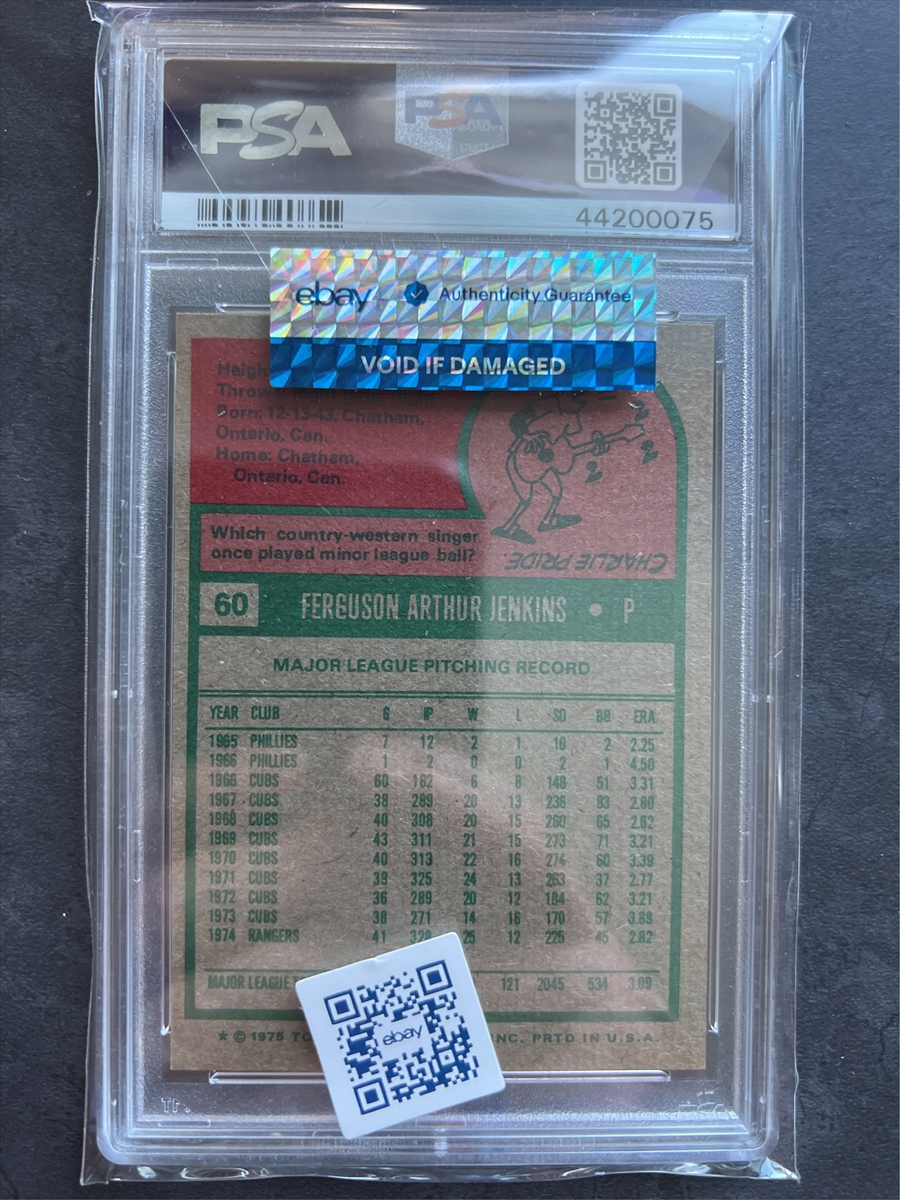 PSA
PSA
44200075
ebay Authenticity Guarantee
VOID IF DAMAGED
Heigh
Throw
Born: 12-13-43, Chatham,
Ontario, Can.
Home: Chatham,
Ontario, Can.
2
2
2
Which country-western singer
once played minor league ball?
CHARLIE PRIDE.
60 FERGUSON ARTHUR JENKINS • P
MAJOR LEAGUE PITCHING RECORD
YEAR CLUB G IP W L SO BB ERA
1965 PHILLIES 7 12 2 1 10 2 2.25
1966 PHILLIES 1 2 0 0 2 1 4.50
1966 CUBS 60 182 6 8 148 51 3.31
1967 CUBS 38 289 20 13 236 83 2.80
1968 CUBS 40 308 20 15 260 65 2.62
1969 CUBS 43 311 21 15 273 71 3.21
1970 CUBS 40 313 22 16 274 60 3.39
1971 CUBS 39 325 24 13 263 37 2.77
1972 CUBS 36 289 20 12 184 62 3.21
1973 CUBS 38 271 14 16 170 57 3.89
1974 RANGERS 41 328 25 12 225 45 2.82
MAJOR LEAGUE T 121 2045 534 3.09
* © 1975 TO INC. PRTD IN U.S.A.
ebay